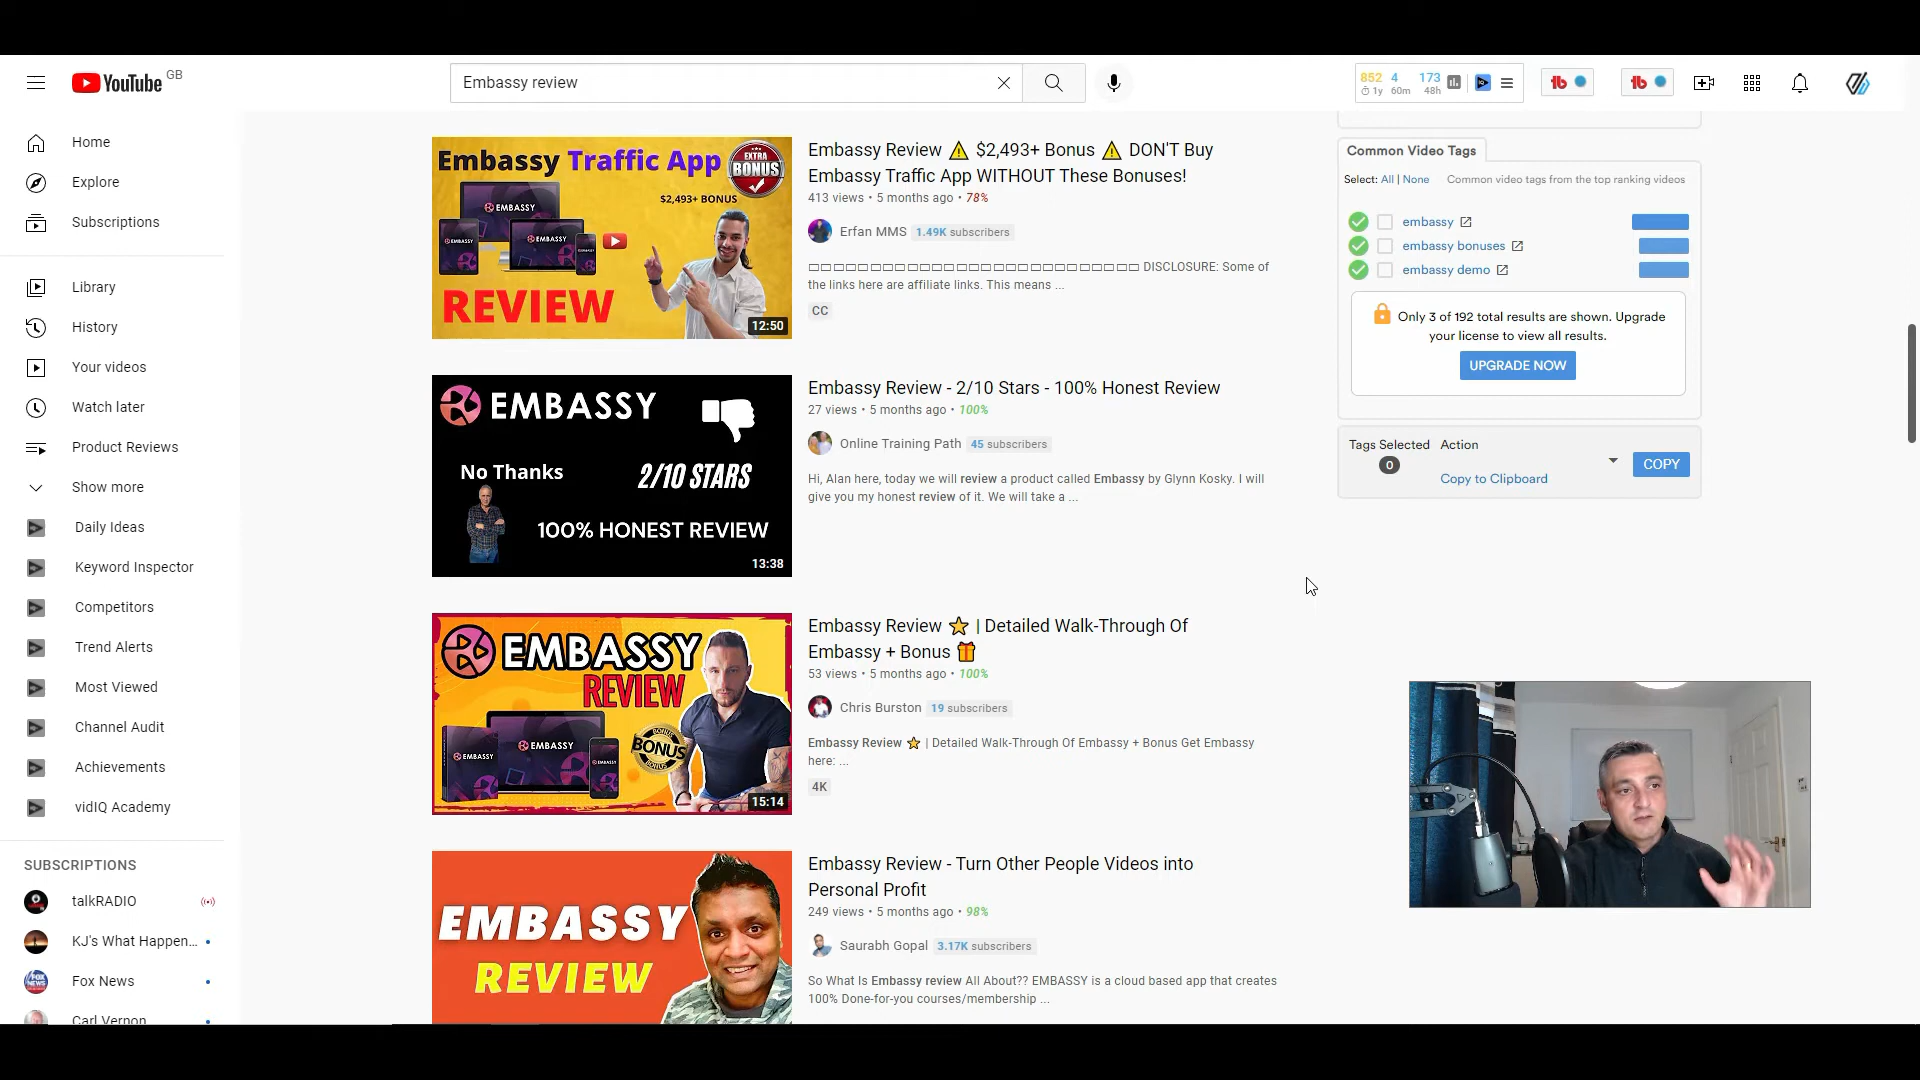 YouTube GB
Embassy review
852 4 173
1y 60m 48h
Home
Explore
Subscriptions
Library
History
Your videos
Watch later
Product Reviews
Show more
Daily Ideas
Keyword Inspector
Competitors
Trend Alerts
Most Viewed
Channel Audit
Achievements
vidIQ Academy
SUBSCRIPTIONS
talkRADIO
KJ's What Happen...
Fox News
Carl Vernon
Embassy Traffic App
EXTRA
BONUS
$2,493+ BONUS
EMBASSY
EMBASSY
REVIEW
12:50
Embassy Review ⚠ $2,493+ Bonus ⚠ DON'T Buy
Embassy Traffic App WITHOUT These Bonuses!
413 views • 5 months ago • 78%
Erfan MMS 1.49K subscribers
DISCLOSURE: Some of
the links here are affiliate links. This means ...
CC
EMBASSY
No Thanks
2/10 STARS
100% HONEST REVIEW
13:38
Embassy Review - 2/10 Stars - 100% Honest Review
27 views • 5 months ago • 100%
Online Training Path 45 subscribers
Hi, Alan here, today we will review a product called Embassy by Glynn Kosky. I will
give you my honest review of it. We will take a ...
EMBASSY
REVIEW
EMBASSY
EMBASSY
BONUS
15:14
Embassy Review ⭐ | Detailed Walk-Through Of
Embassy + Bonus 🎁
53 views • 5 months ago • 100%
Chris Burston 19 subscribers
Embassy Review ⭐ | Detailed Walk-Through Of Embassy + Bonus Get Embassy
here: ...
4K
EMBASSY
REVIEW
Embassy Review - Turn Other People Videos into
Personal Profit
249 views • 5 months ago • 98%
Saurabh Gopal 3.17K subscribers
So What Is Embassy review All About?? EMBASSY is a cloud based app that creates
100% Done-for-you courses/membership ...
Common Video Tags
Select: All | None Common video tags from the top ranking videos
embassy
embassy bonuses
embassy demo
Only 3 of 192 total results are shown. Upgrade
your license to view all results.
UPGRADE NOW
Tags Selected Action
0
Copy to Clipboard
COPY